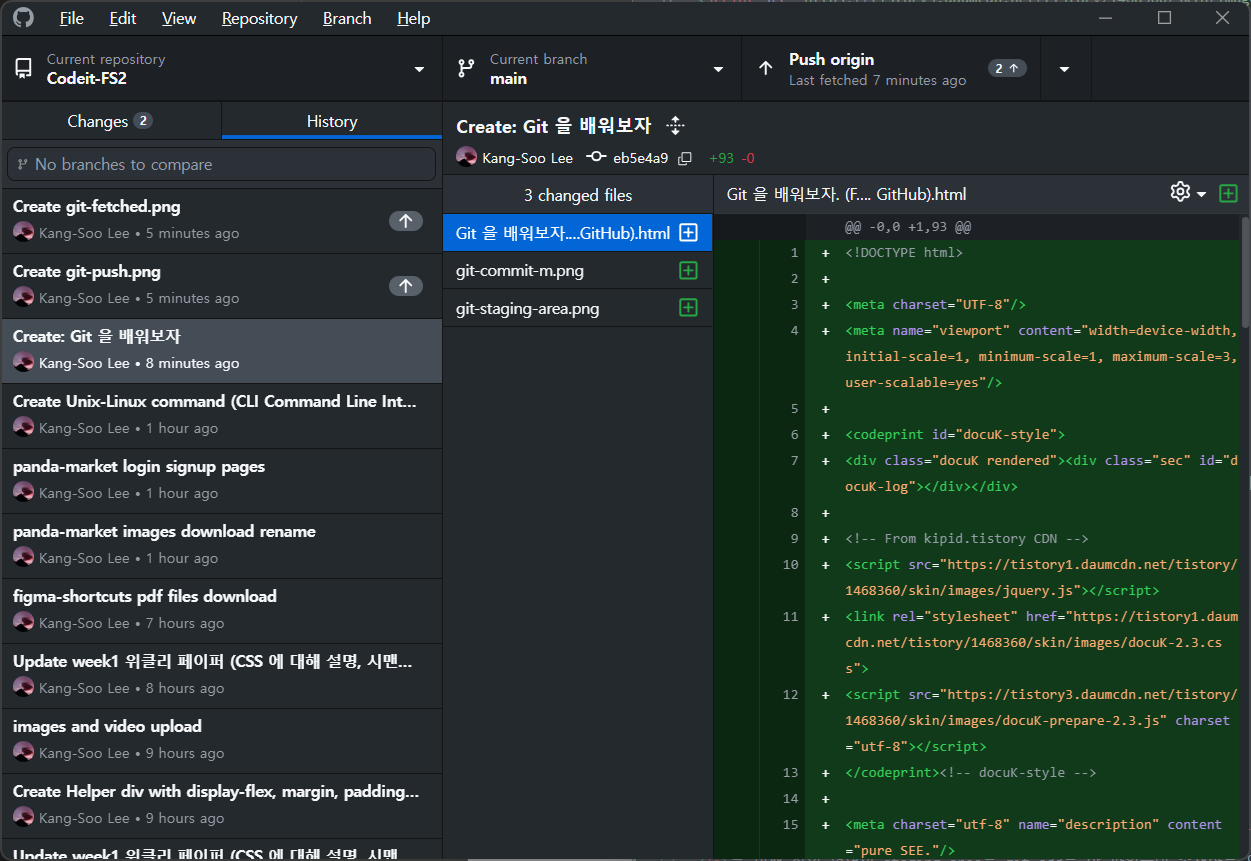 File Edit View Repository Branch Help
Current repository
Codeit-FS2
Current branch
main
Push origin
Last fetched 7 minutes ago
2
Changes 2
History
No branches to compare
Create git-fetched.png
Kang-Soo Lee • 5 minutes ago
Create git-push.png
Kang-Soo Lee • 5 minutes ago
Create: Git 을 배워보자
Kang-Soo Lee • 8 minutes ago
Create Unix-Linux command (CLI Command Line Int...
Kang-Soo Lee • 1 hour ago
panda-market login signup pages
Kang-Soo Lee • 1 hour ago
panda-market images download rename
Kang-Soo Lee • 1 hour ago
figma-shortcuts pdf files download
Kang-Soo Lee • 7 hours ago
Update week1 위클리 페이퍼 (CSS 에 대해 설명, 시맨...
Kang-Soo Lee • 8 hours ago
images and video upload
Kang-Soo Lee • 9 hours ago
Create Helper div with display-flex, margin, padding...
Kang-Soo Lee • 9 hours ago
Update week1 위클리 페이퍼 (CSS 에 대해 설명, 시맨...
Create: Git 을 배워보자
Kang-Soo Lee eb5e4a9 +93 -0
3 changed files
Git 을 배워보자....GitHub).html
git-commit-m.png
git-staging-area.png
Git 을 배워보자. (F.... GitHub).html
@@ -0,0 +1,93 @@
1 + <!DOCTYPE html>
2 +
3 + <meta charset="UTF-8"/>
4 + <meta name="viewport" content="width=device-width,
initial-scale=1, minimum-scale=1, maximum-scale=3,
user-scalable=yes"/>
5 +
6 + <codeprint id="docuK-style">
7 + <div class="docuK rendered"><div class="sec" id="d
ocuK-log"></div></div>
8 +
9 + <!-- From kipid.tistory CDN -->
10 + <script src="https://tistory1.daumcdn.net/tistory/
1468360/skin/images/jquery.js"></script>
11 + <link rel="stylesheet" href="https://tistory1.daum
cdn.net/tistory/1468360/skin/images/docuK-2.3.cs
s">
12 + <script src="https://tistory3.daumcdn.net/tistory/
1468360/skin/images/docuK-prepare-2.3.js" charset
="utf-8"></script>
13 + </codeprint><!-- docuK-style -->
14 +
15 + <meta charset="utf-8" name="description" content
="pure SEE."/>